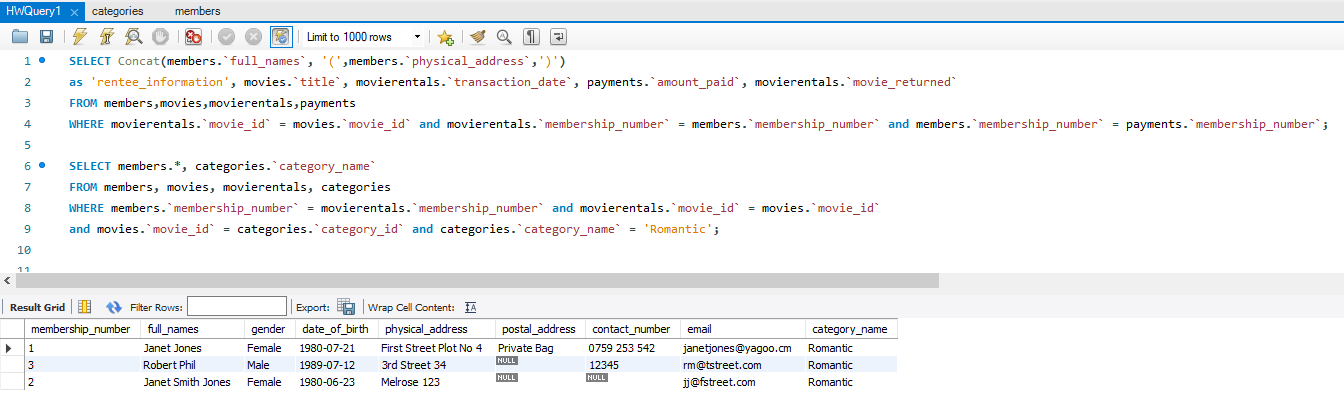 HWQuery1 × categories members
Limit to 1000 rows
1 SELECT Concat(members.`full_names`, '(',members.`physical_address`,')')
2 as 'rentee_information', movies.`title`, movierentals.`transaction_date`, payments.`amount_paid`, movierentals.`movie_returned`
3 FROM members,movies,movierentals,payments
4 WHERE movierentals.`movie_id` = movies.`movie_id` and movierentals.`membership_number` = members.`membership_number` and members.`membership_number` = payments.`membership_number`;
5
6 SELECT members.*, categories.`category_name`
7 FROM members, movies, movierentals, categories
8 WHERE members.`membership_number` = movierentals.`membership_number` and movierentals.`movie_id` = movies.`movie_id`
9 and movies.`movie_id` = categories.`category_id` and categories.`category_name` = 'Romantic';
10
11
Result Grid Filter Rows: Export: Wrap Cell Content:
membership_number full_names gender date_of_birth physical_address postal_address contact_number email category_name
1 Janet Jones Female 1980-07-21 First Street Plot No 4 Private Bag 0759 253 542 janetjones@yagoo.cm Romantic
3 Robert Phil Male 1989-07-12 3rd Street 34 NULL 12345 rm@tstreet.com Romantic
2 Janet Smith Jones Female 1980-06-23 Melrose 123 NULL NULL jj@fstreet.com Romantic